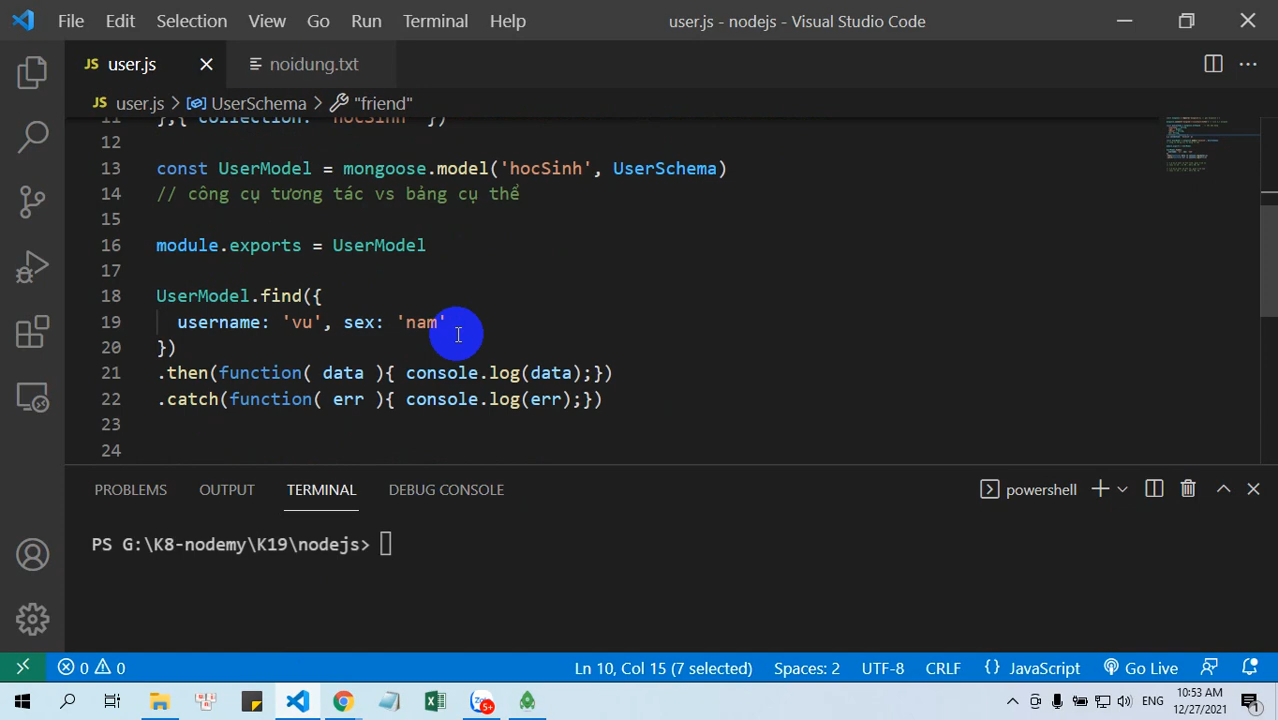 File Edit Selection View Go Run Terminal Help user.js - nodejs - Visual Studio Code
JS user.js noidung.txt
JS user.js > UserSchema > "friend"
11 },{ collection: 'hocSinh' })
12
13 const UserModel = mongoose.model('hocSinh', UserSchema)
14 // công cụ tương tác vs bảng cụ thể
15
16 module.exports = UserModel
17
18 UserModel.find({
19 username: 'vu', sex: 'nam'
20 })
21 .then(function( data ){ console.log(data);})
22 .catch(function( err ){ console.log(err);})
23
24
PROBLEMS OUTPUT TERMINAL DEBUG CONSOLE powershell
PS G:\K8-nodemy\K19\nodejs>
0 0 Ln 10, Col 15 (7 selected) Spaces: 2 UTF-8 CRLF {} JavaScript Go Live
ENG 10:53 AM
12/27/2021